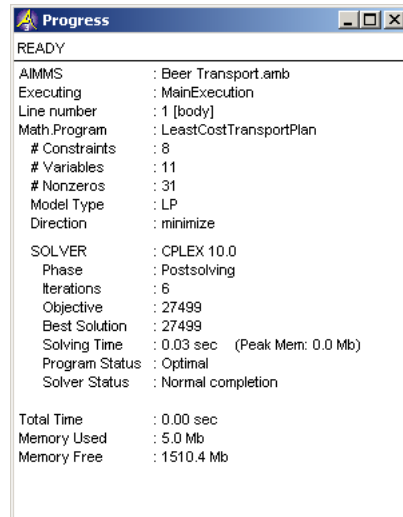 Progress
READY
AIMMS : Beer Transport.amb
Executing : MainExecution
Line number : 1 [body]
Math.Program : LeastCostTransportPlan
# Constraints : 8
# Variables : 11
# Nonzeros : 31
Model Type : LP
Direction : minimize
SOLVER : CPLEX 10.0
Phase : Postsolving
Iterations : 6
Objective : 27499
Best Solution : 27499
Solving Time : 0.03 sec (Peak Mem: 0.0 Mb)
Program Status : Optimal
Solver Status : Normal completion
Total Time : 0.00 sec
Memory Used : 5.0 Mb
Memory Free : 1510.4 Mb